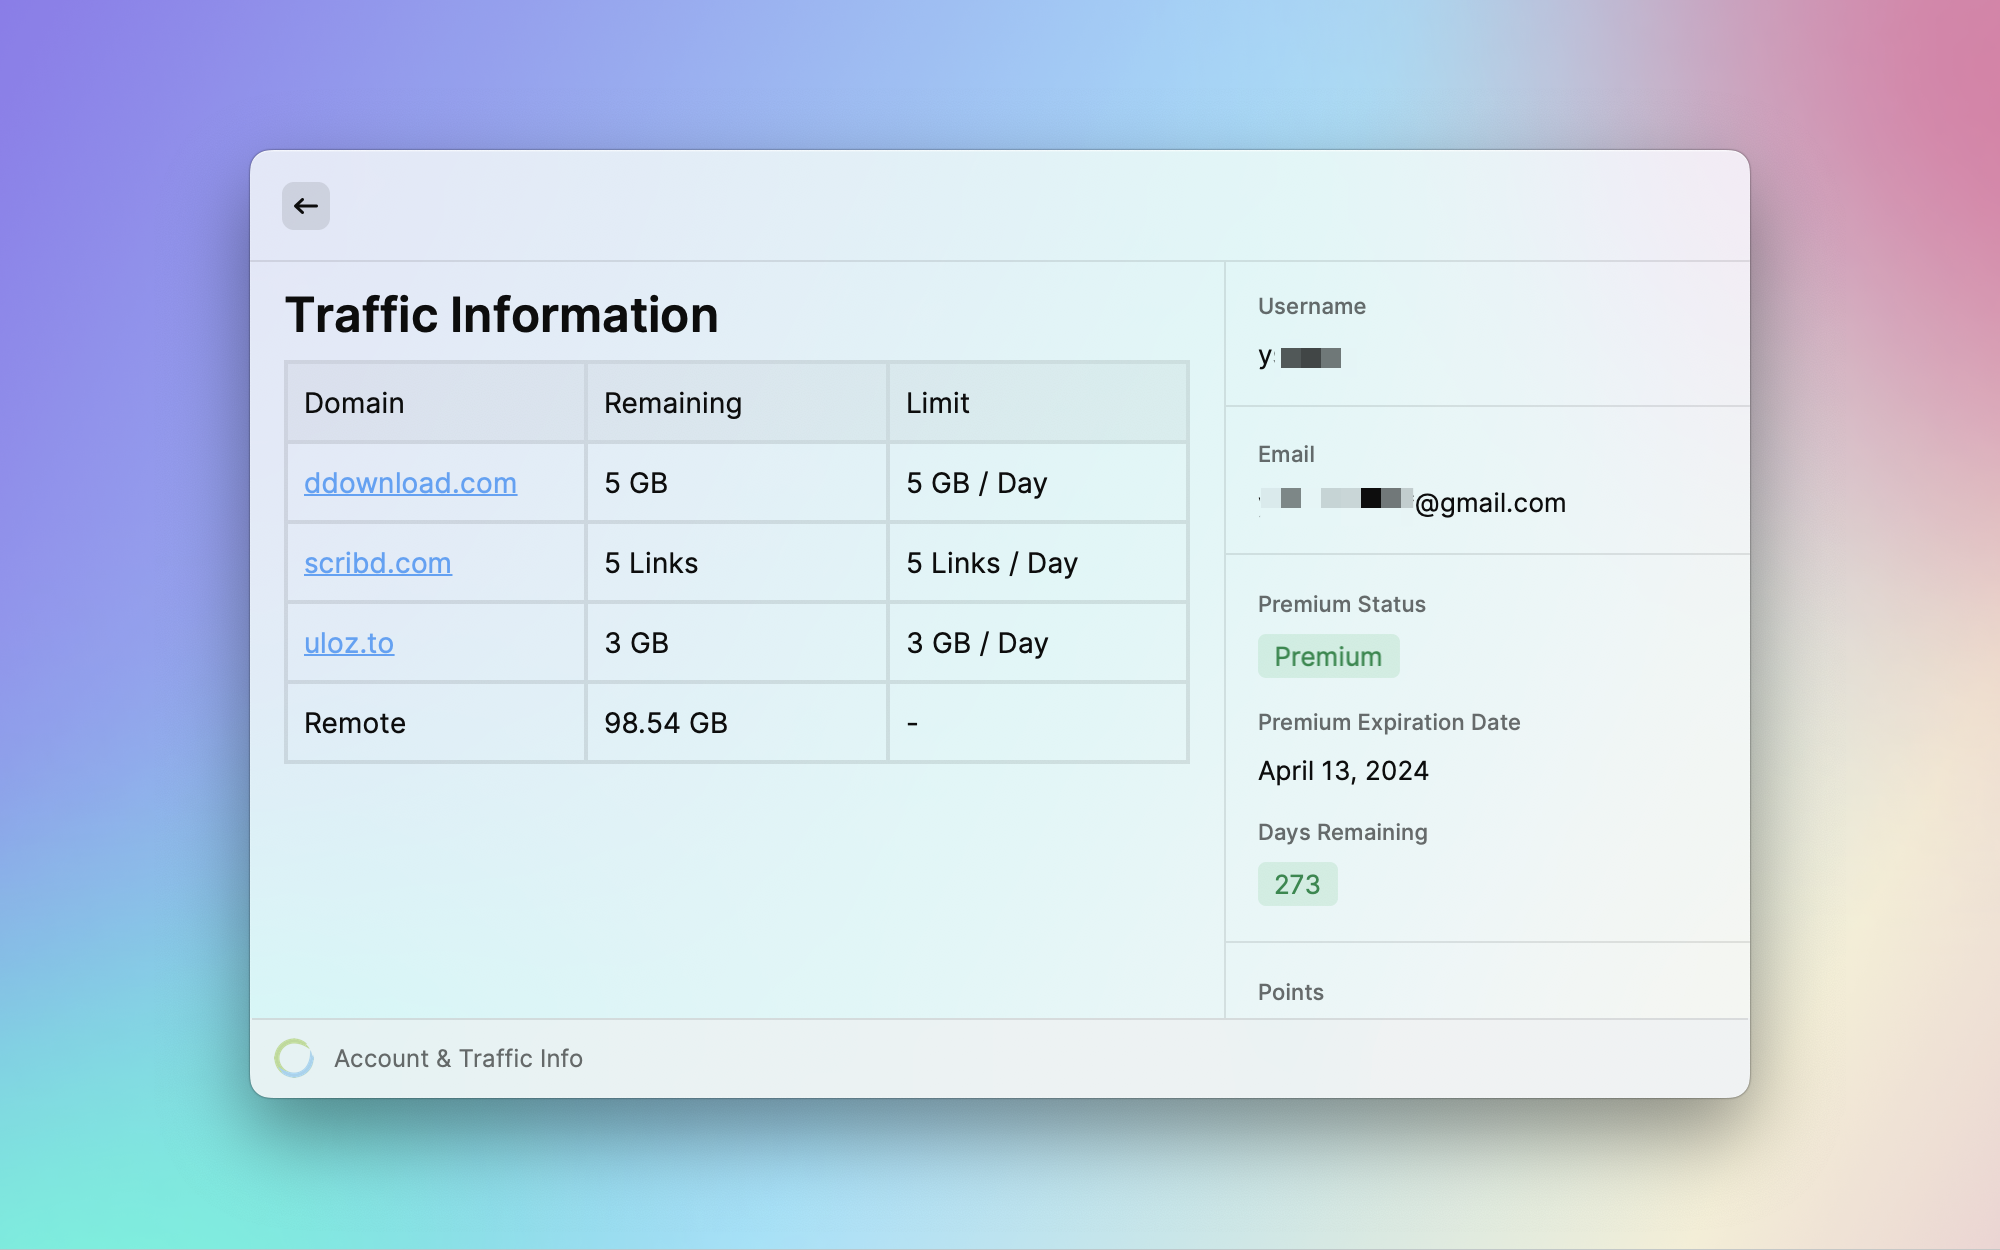 Traffic Information
Domain Remaining Limit
ddownload.com 5 GB 5 GB / Day
scribd.com 5 Links 5 Links / Day
uloz.to 3 GB 3 GB / Day
Remote 98.54 GB -
Username
y
Email
@gmail.com
Premium Status
Premium
Premium Expiration Date
April 13, 2024
Days Remaining
273
Points
Account & Traffic Info